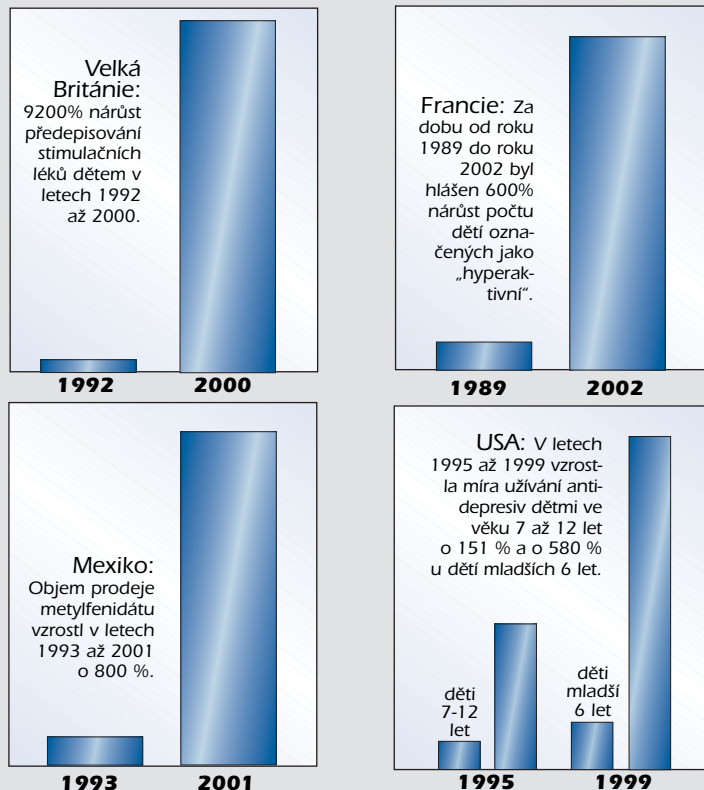 Velká
Británie:
9200% nárůst
předepisování
stimulačních
léků dětem v
letech 1992
až 2000.
1992 2000
Francie: Za
dobu od roku
1989 do roku
2002 byl
hlášen 600%
nárůst počtu
dětí ozna-
čených jako
„hyperak-
tivní“.
1989 2002
Mexiko:
Objem prodeje
metylfenidátu
vzrostl v letech
1993 až 2001
o 800 %.
1993 2001
USA: V letech
1995 až 1999 vzrost-
la míra užívání anti-
depresiv dětmi ve
věku 7 až 12 let
o 151 % a o 580 %
u dětí mladších 6 let.
děti
7-12
let
děti
mladší
6 let
1995 1999